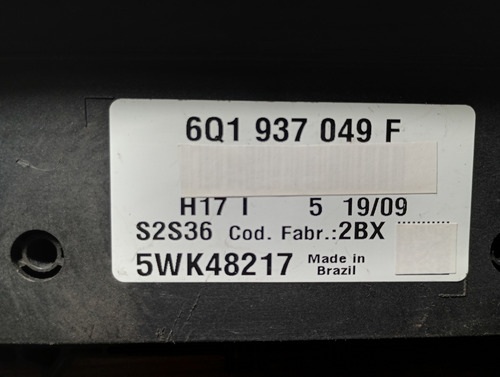 6Q1 937 049 F
H17 I 5 19/09
S2S36 Cod. Fabr.:2BX
5WK48217 Made in
Brazil